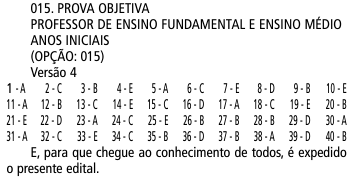 015. PROVA OBJETIVA
PROFESSOR DE ENSINO FUNDAMENTAL E ENSINO MÉDIO
ANOS INICIAIS
(OPÇÃO: 015)
Versão 4
1 - A 2 - C 3 - B 4 - E 5 - A 6 - C 7 - E 8 - D 9 - B 10 - E
11 - A 12 - B 13 - C 14 - E 15 - C 16 - D 17 - A 18 - C 19 - E 20 - B
21 - E 22 - D 23 - A 24 - C 25 - E 26 - B 27 - B 28 - B 29 - D 30 - A
31 - A 32 - C 33 - E 34 - C 35 - B 36 - D 37 - B 38 - A 39 - D 40 - B
E, para que chegue ao conhecimento de todos, é expedido
o presente edital.